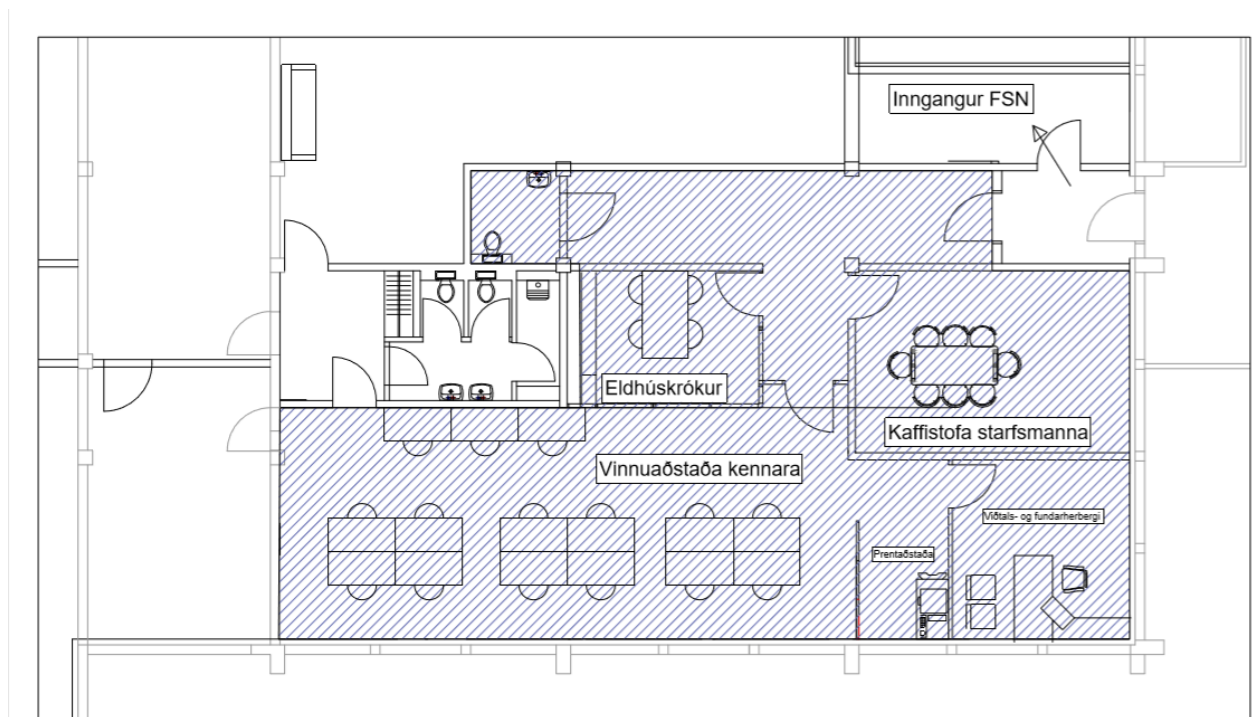 Inngangur FSN
Eldhúskrókur
Kaffistofa starfsmanna
Vinnuaðstaða kennara
Viðtals- og fundarherbergi
Prentaðstaða